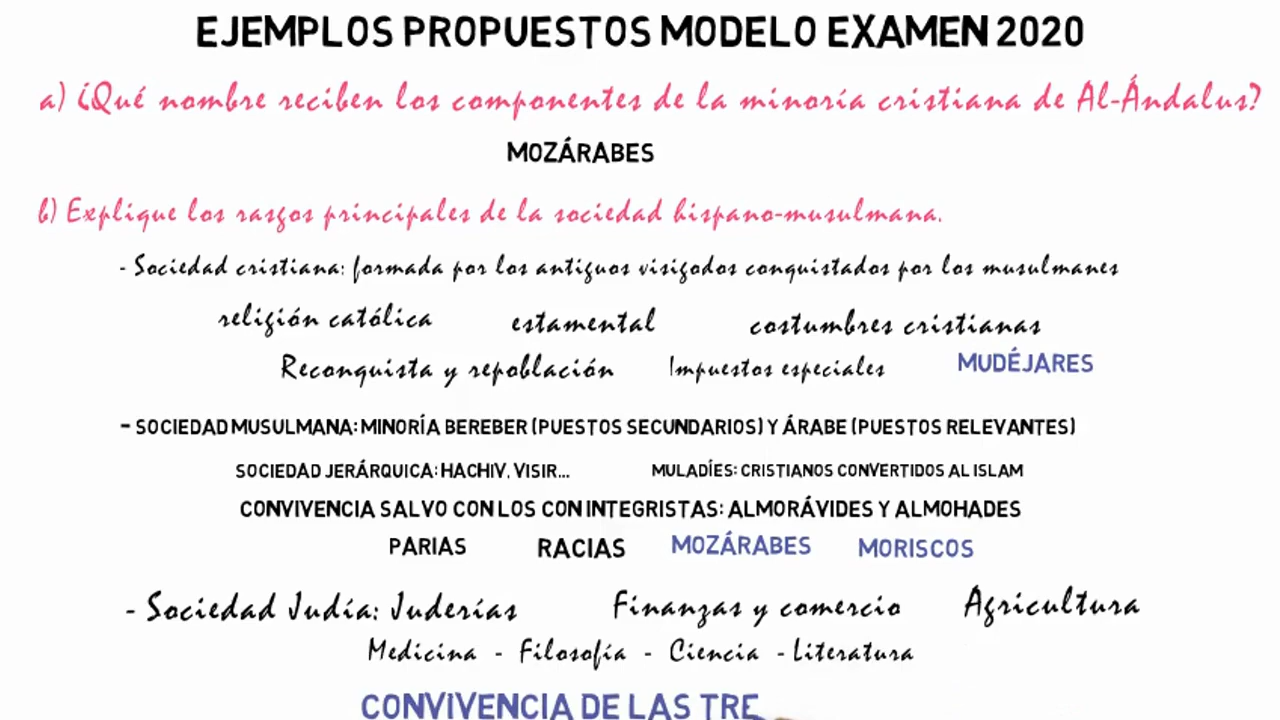 EJEMPLOS PROPUESTOS MODELO EXAMEN 2020
a) ¿Qué nombre reciben los componentes de la minoría cristiana de Al-Ándalus?
MOZÁRABES
b) Explique los rasgos principales de la sociedad hispano-musulmana.
- Sociedad cristiana: formada por los antiguos visigodos conquistados por los musulmanes
religión católica estamental costumbres cristianas
Reconquista y repoblación Impuestos especiales MUDÉJARES
- SOCIEDAD MUSULMANA: MINORÍA BEREBER (PUESTOS SECUNDARIOS) Y ÁRABE (PUESTOS RELEVANTES)
SOCIEDAD JERÁRQUICA: HACHIV, VISIR... MULADÍES: CRISTIANOS CONVERTIDOS AL ISLAM
CONVIVENCIA SALVO CON LOS CON INTEGRISTAS: ALMORÁVIDES Y ALMOHADES
PARIAS RACIAS MOZÁRABES MORISCOS
- Sociedad Judía: Juderías Finanzas y comercio Agricultura
Medicina - Filosofía - Ciencia - Literatura
CONVIVENCIA DE LAS TRE